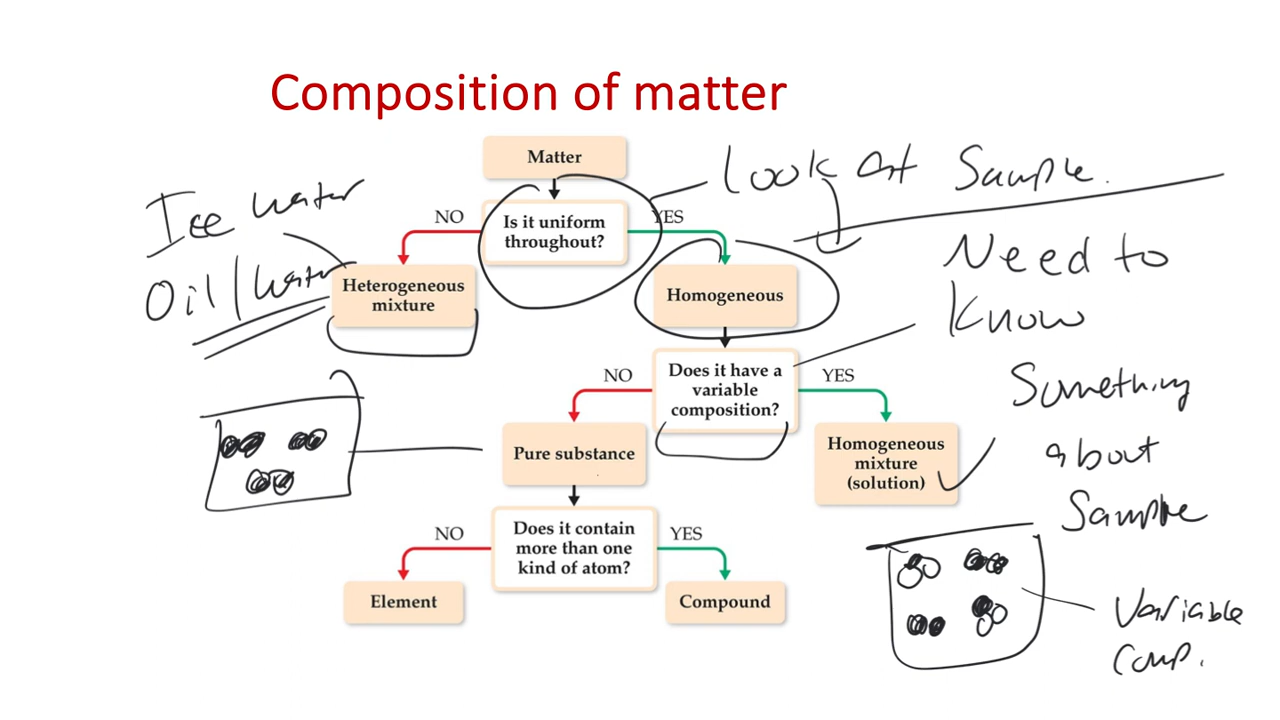 Composition of matter
Matter
Look at Sample.
Ice water
NO
Is it uniform
throughout?
YES
Oil/water
Heterogeneous
mixture
Homogeneous
Need to
Know
NO
Does it have a
variable
composition?
YES
Something
about
Sample
Pure substance
Homogeneous
mixture
(solution)
NO
Does it contain
more than one
kind of atom?
YES
Element
Compound
Variable
Comp.